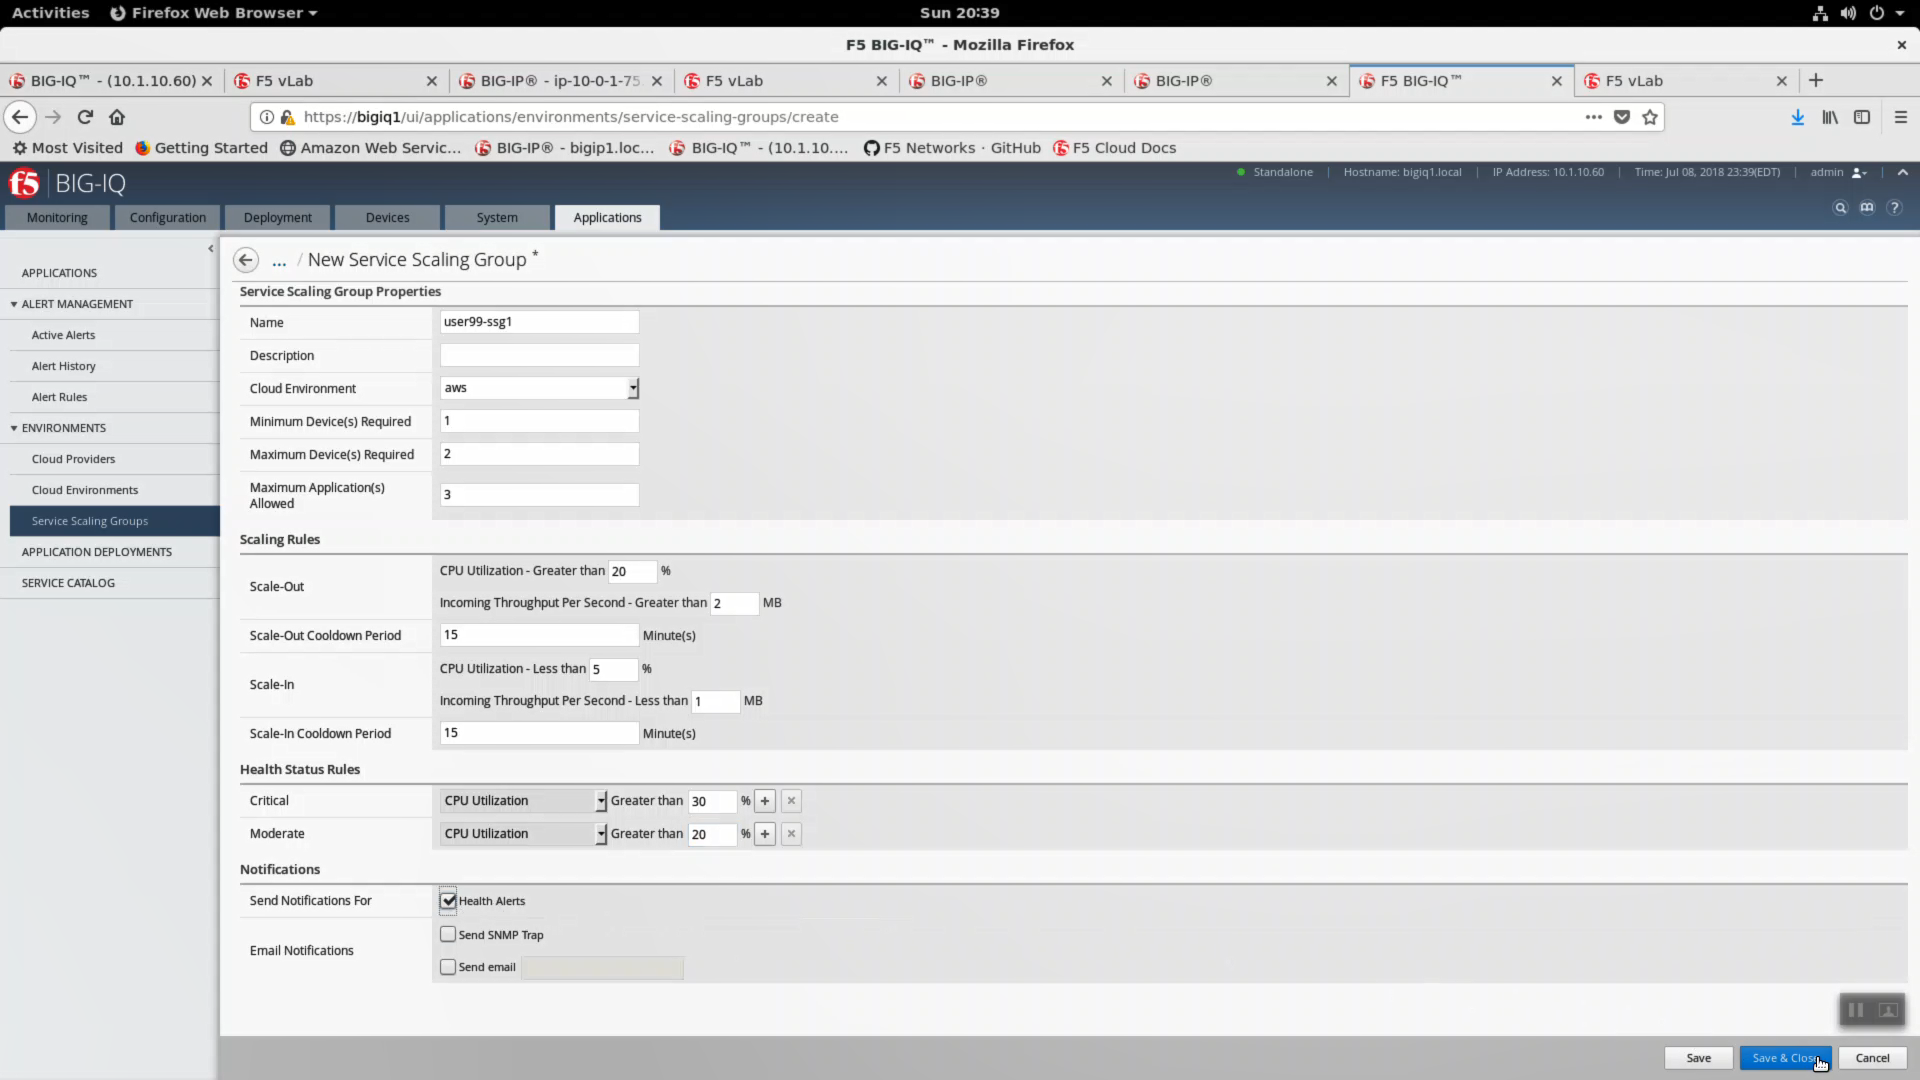 Activities Firefox Web Browser Sun 20:39
F5 BIG-IQ™ - Mozilla Firefox
BIG-IQ™ - (10.1.10.60) F5 vLab BIG-IP® - ip-10-0-1-75 F5 vLab BIG-IP® BIG-IP® F5 BIG-IQ™ F5 vLab
https://bigiq1/ui/applications/environments/service-scaling-groups/create
Most Visited Getting Started Amazon Web Servic... BIG-IP® - bigip1.loc... BIG-IQ™ - (10.1.10.... F5 Networks · GitHub F5 Cloud Docs
f5 BIG-IQ Standalone Hostname: bigiq1.local IP Address: 10.1.10.60 Time: Jul 08, 2018 23:39(EDT) admin
Monitoring Configuration Deployment Devices System Applications
APPLICATIONS
ALERT MANAGEMENT
Active Alerts
Alert History
Alert Rules
ENVIRONMENTS
Cloud Providers
Cloud Environments
Service Scaling Groups
APPLICATION DEPLOYMENTS
SERVICE CATALOG
... / New Service Scaling Group *
Service Scaling Group Properties
Name user99-ssg1
Description
Cloud Environment aws
Minimum Device(s) Required 1
Maximum Device(s) Required 2
Maximum Application(s)
Allowed 3
Scaling Rules
Scale-Out
CPU Utilization - Greater than 20 %
Incoming Throughput Per Second - Greater than 2 MB
Scale-Out Cooldown Period 15 Minute(s)
Scale-In
CPU Utilization - Less than 5 %
Incoming Throughput Per Second - Less than 1 MB
Scale-In Cooldown Period 15 Minute(s)
Health Status Rules
Critical CPU Utilization Greater than 30 % + ×
Moderate CPU Utilization Greater than 20 % + ×
Notifications
Send Notifications For Health Alerts
Email Notifications
Send SNMP Trap
Send email
Save Save & Close Cancel